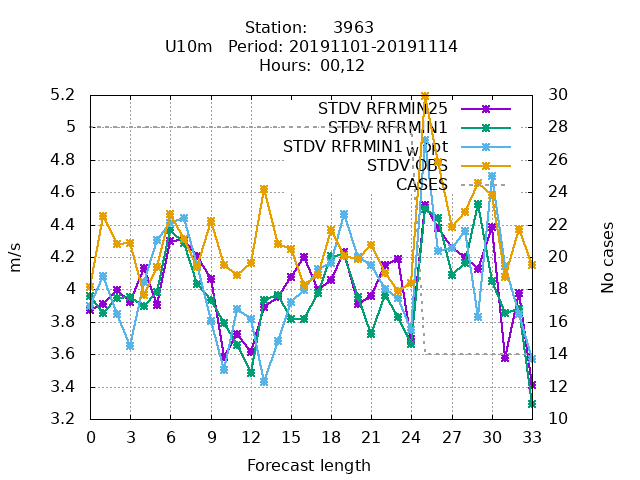 Station: 3963
U10m Period: 20191101-20191114
Hours: 00,12
STDV RFRMIN25
STDV RFRMIN1
STDV RFRMIN1_wopt
STDV OBS
CASES
5.2
5
4.8
4.6
4.4
4.2
4
3.8
3.6
3.4
3.2
30
28
26
24
22
20
18
16
14
12
10
0 3 6 9 12 15 18 21 24 27 30 33
m/s
No cases
Forecast length